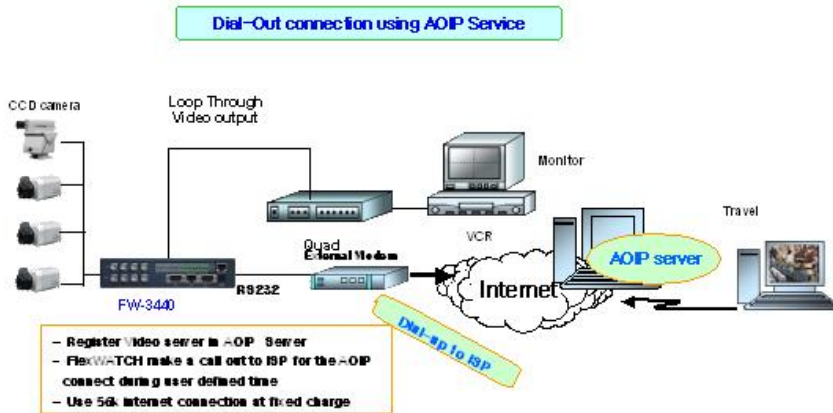 Dial-Out connection using AOIP Service
CCD camera
Loop Through
Video output
Monitor
VCR
Travel
Quad
External Modem
AOIP server
Internet
RS232
FW-3440
Dial-up to ISP
- Register Video server in AOIP Server
- FlexWATCH make a call out to ISP for the AOIP
connect during user defined time
- Use 56k internet connection at fixed charge